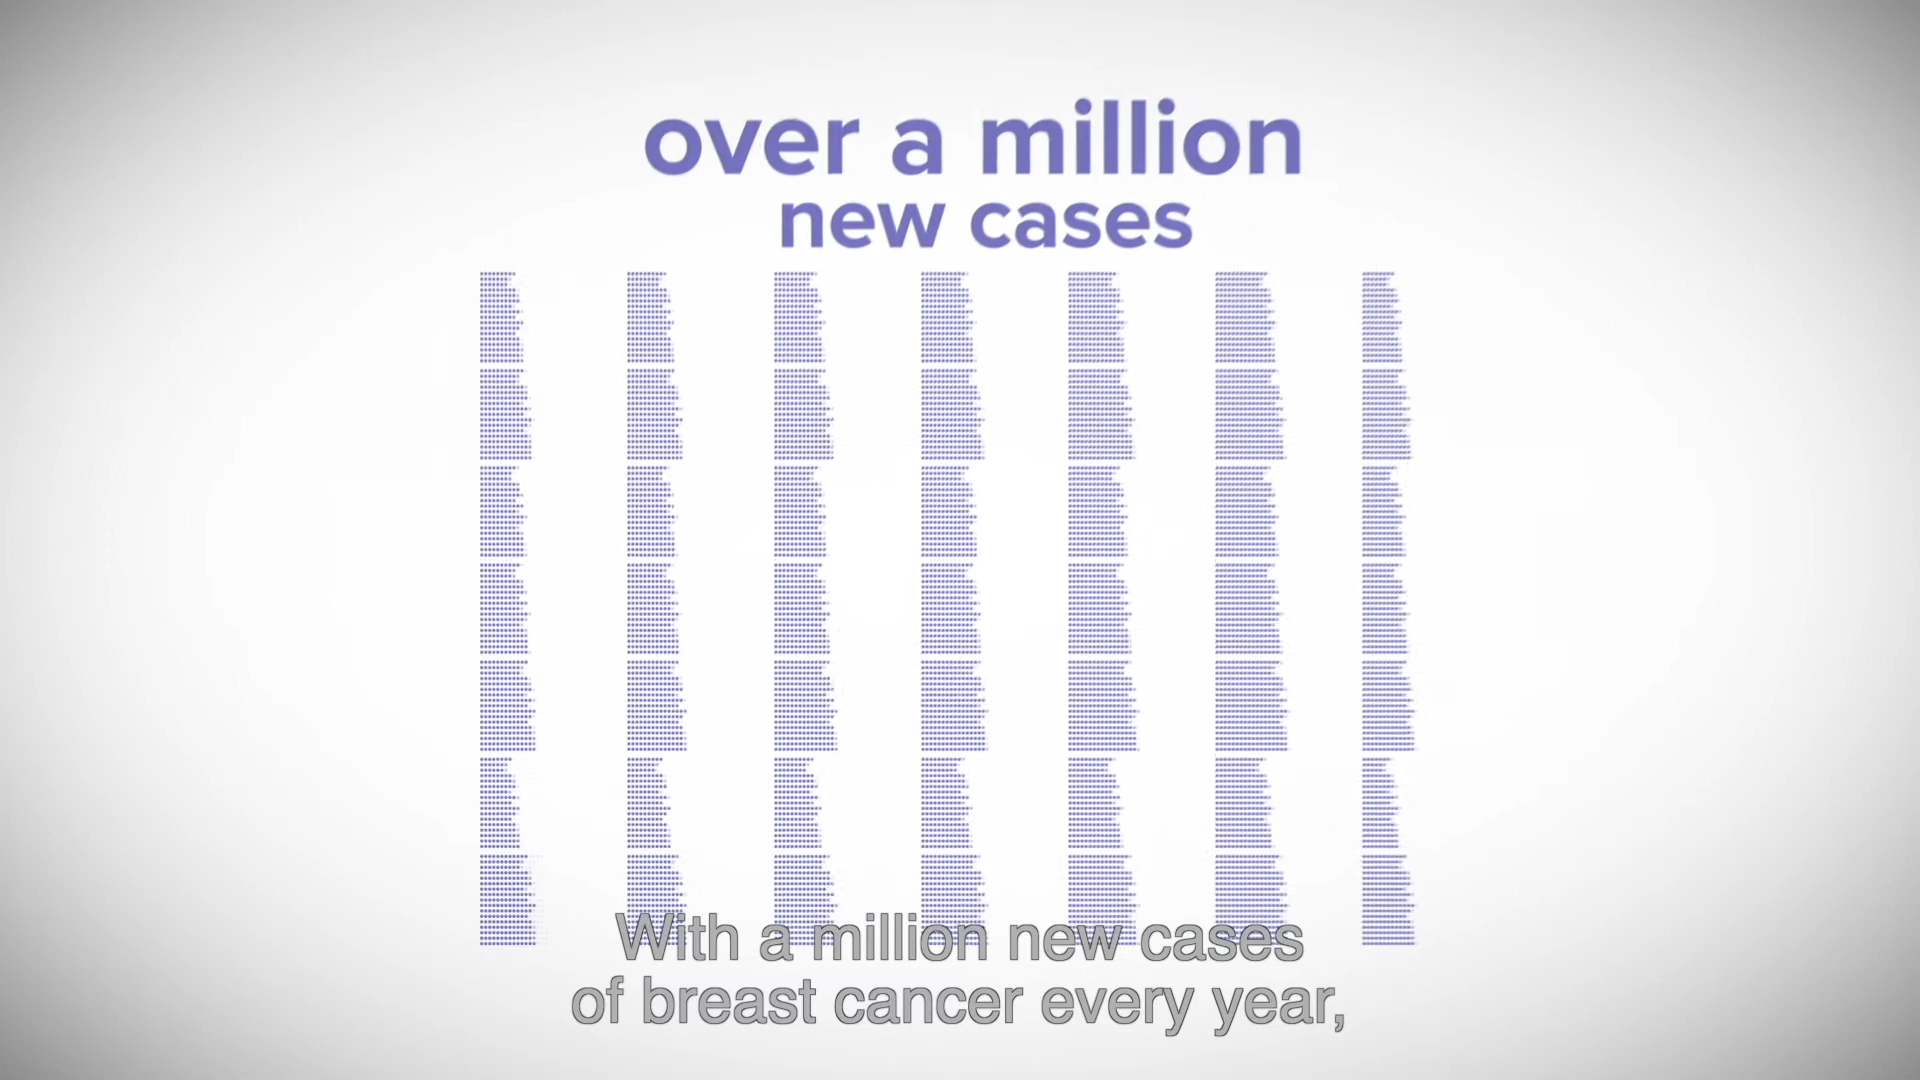 over a million
new cases
With a million new cases
of breast cancer every year,